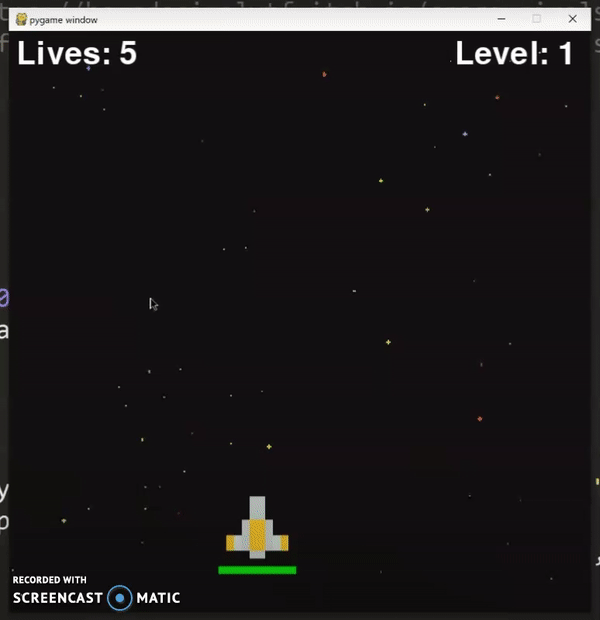 pygame window
Lives: 5
Level: 1
RECORDED WITH
SCREENCAST MATIC